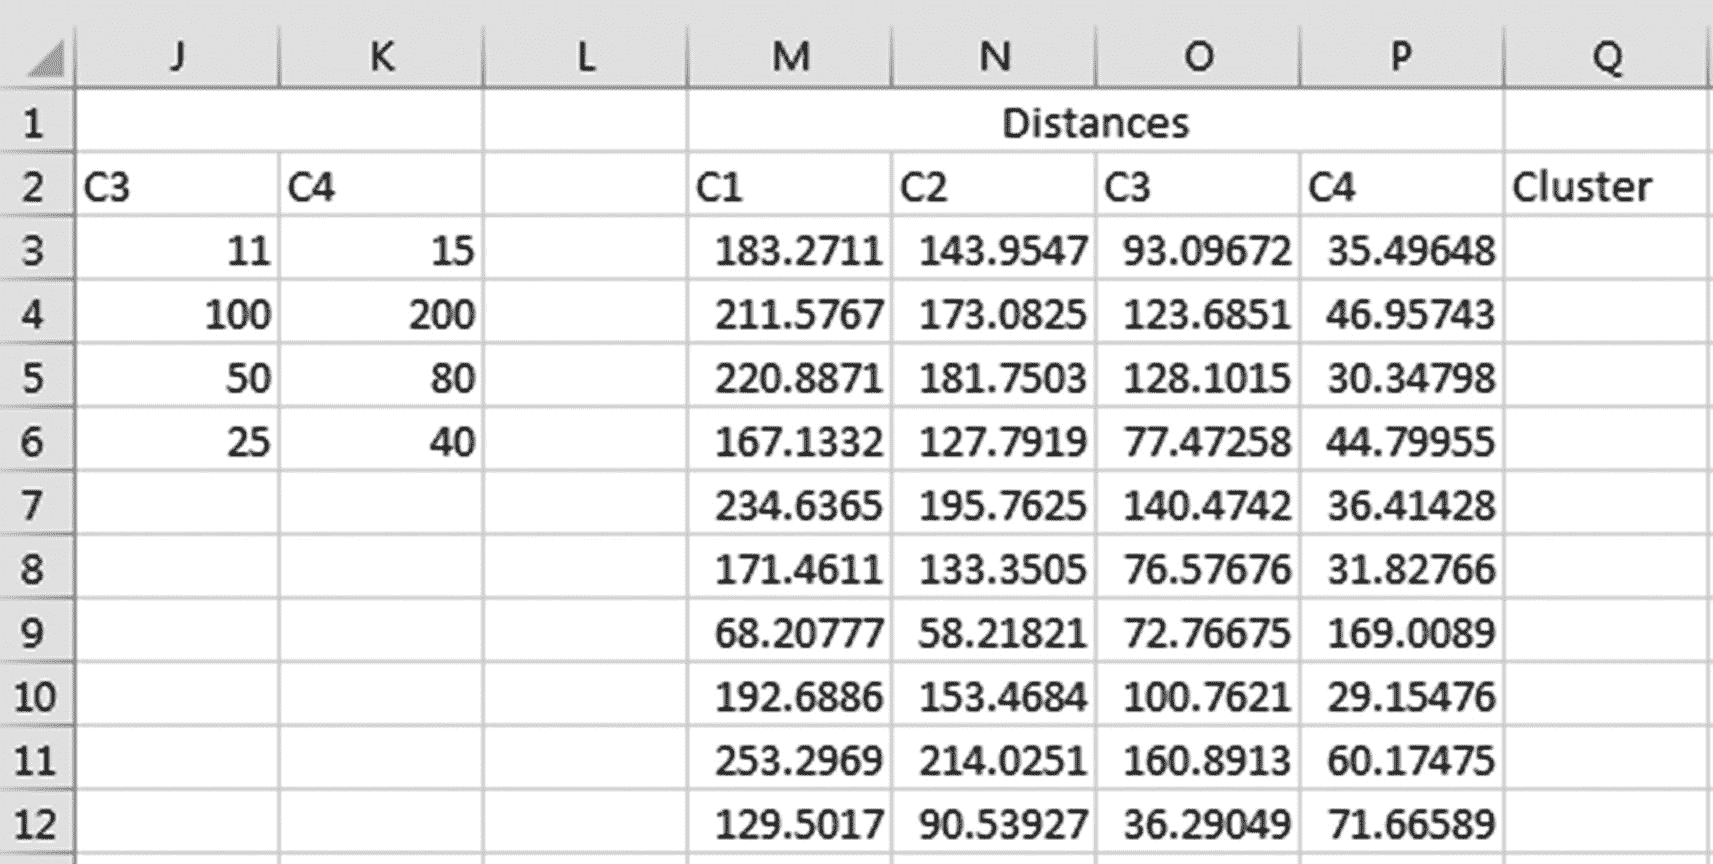 J K L M N O P Q
1 Distances
2 C3 C4 C1 C2 C3 C4 Cluster
3 11 15 183.2711 143.9547 93.09672 35.49648
4 100 200 211.5767 173.0825 123.6851 46.95743
5 50 80 220.8871 181.7503 128.1015 30.34798
6 25 40 167.1332 127.7919 77.47258 44.79955
7 234.6365 195.7625 140.4742 36.41428
8 171.4611 133.3505 76.57676 31.82766
9 68.20777 58.21821 72.76675 169.0089
10 192.6886 153.4684 100.7621 29.15476
11 253.2969 214.0251 160.8913 60.17475
12 129.5017 90.53927 36.29049 71.66589